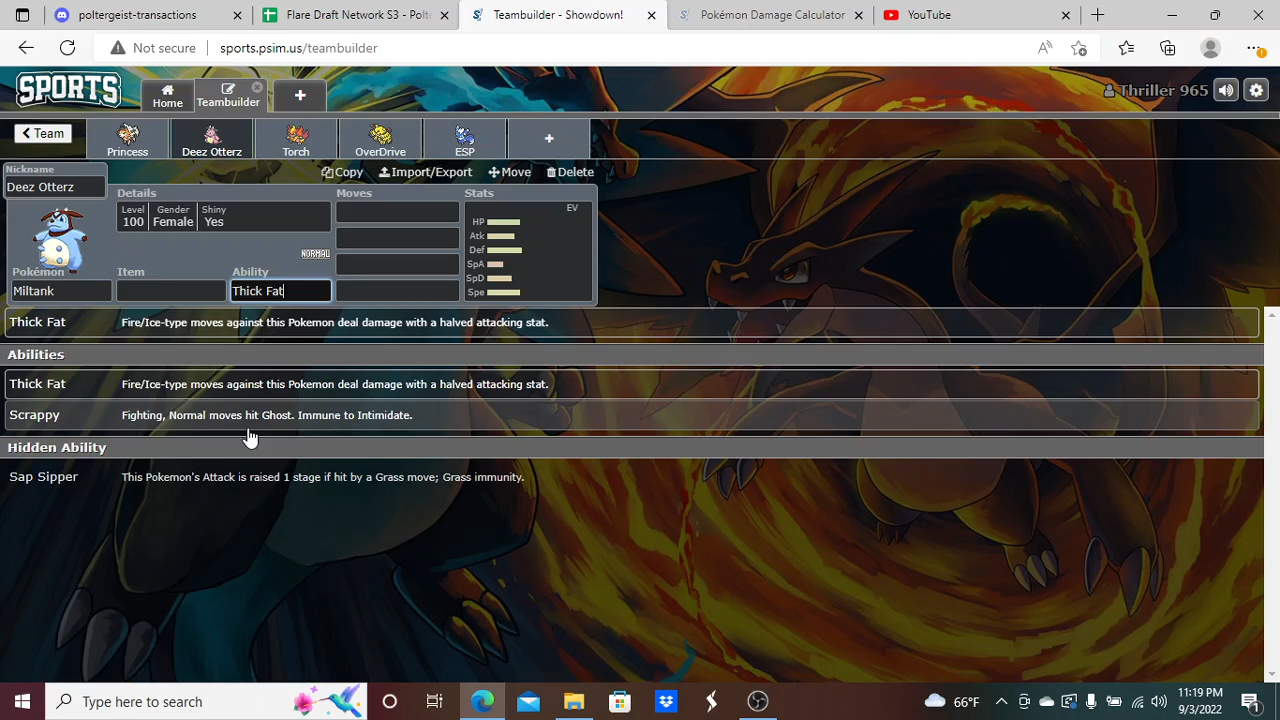 poltergeist-transactions
Flare Draft Network S3 - Polt
Teambuilder - Showdown!
Pokémon Damage Calculator
YouTube
Not secure
sports.psim.us/teambuilder
SPORTS
Home
Teambuilder
Thriller 965
Team
Princess
Deez Otterz
Torch
OverDrive
ESP
Copy
Import/Export
Move
Delete
Nickname
Deez Otterz
Details
Level
100
Gender
Female
Shiny
Yes
NORMAL
Moves
Stats
EV
HP
Atk
Def
SpA
SpD
Spe
Pokémon
Miltank
Item
Ability
Thick Fat
Thick Fat Fire/Ice-type moves against this Pokemon deal damage with a halved attacking stat.
Abilities
Thick Fat Fire/Ice-type moves against this Pokemon deal damage with a halved attacking stat.
Scrappy Fighting, Normal moves hit Ghost. Immune to Intimidate.
Hidden Ability
Sap Sipper This Pokemon's Attack is raised 1 stage if hit by a Grass move; Grass immunity.
Type here to search
66°F
11:19 PM
9/3/2022
1